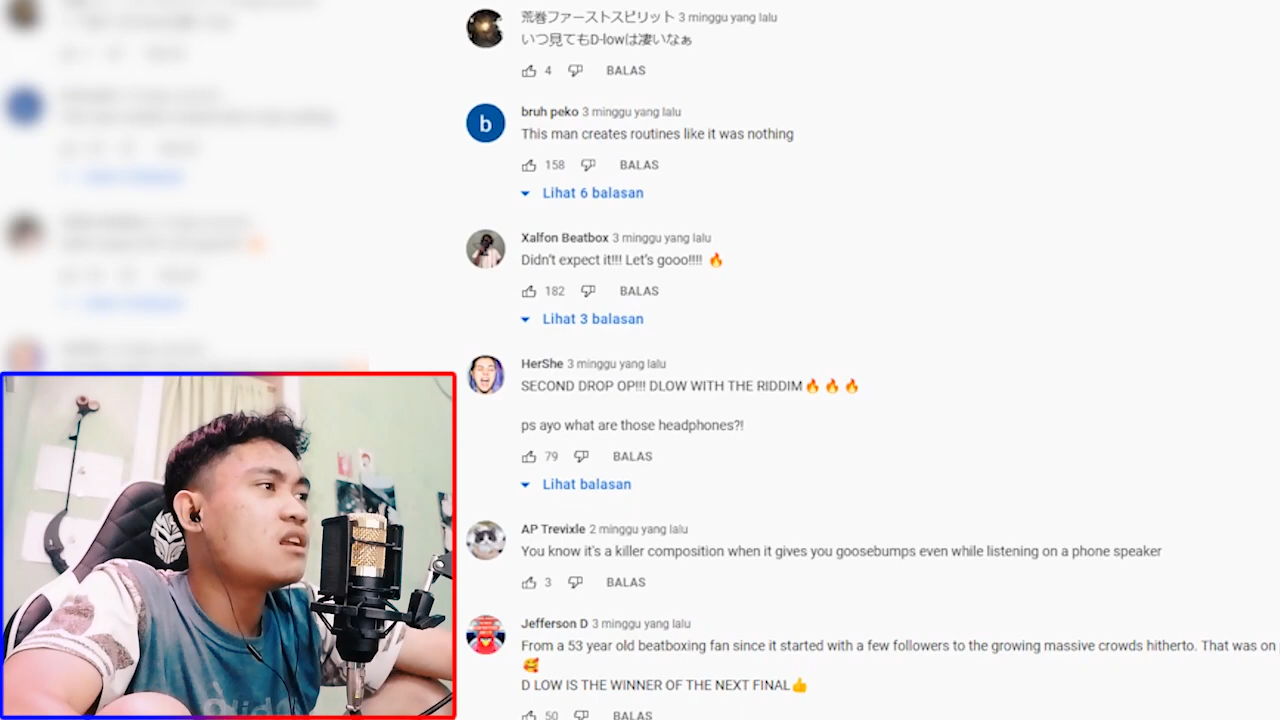 荒巻ファーストスピリット 3 minggu yang lalu
いつ見てもD-lowは凄いなぁ
4 BALAS
b
bruh peko 3 minggu yang lalu
This man creates routines like it was nothing
158 BALAS
Lihat 6 balasan
Xalfon Beatbox 3 minggu yang lalu
Didn't expect it!!! Let's gooo!!!! 🔥
182 BALAS
Lihat 3 balasan
HerShe 3 minggu yang lalu
SECOND DROP OP!!! DLOW WITH THE RIDDIM🔥 🔥 🔥
ps ayo what are those headphones?!
79 BALAS
Lihat balasan
AP Trevixle 2 minggu yang lalu
You know it's a killer composition when it gives you goosebumps even while listening on a phone speaker
3 BALAS
Jefferson D 3 minggu yang lalu
From a 53 year old beatboxing fan since it started with a few followers to the growing massive crowds hitherto. That was on
🥰
D LOW IS THE WINNER OF THE NEXT FINAL👍
50 BALAS